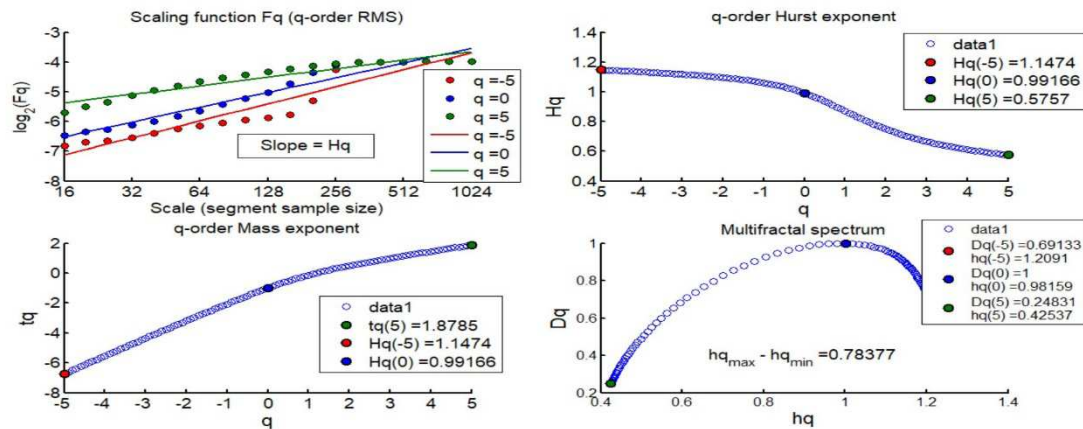 Scaling function Fq (q-order RMS)
-2
-3
-4
-5
-6
-7
-8
log2(Fq)
q =-5
q =0
q =5
q =-5
q =0
q =5
Slope = Hq
16 32 64 128 256 512 1024
Scale (segment sample size)
q-order Hurst exponent
1.4
1.2
1
0.8
0.6
0.4
Hq
data1
Hq(-5) =1.1474
Hq(0) =0.99166
Hq(5) =0.5757
-5 -4 -3 -2 -1 0 1 2 3 4 5
q
q-order Mass exponent
2
0
-2
-4
-6
-8
tq
data1
tq(5) =1.8785
Hq(-5) =1.1474
Hq(0) =0.99166
-5 -4 -3 -2 -1 0 1 2 3 4 5
q
Multifractal spectrum
1
0.8
0.6
0.4
0.2
Dq
data1
Dq(-5) =0.69133
hq(-5) =1.2091
Dq(0) =1
hq(0) =0.98159
Dq(5) =0.24831
hq(5) =0.42537
hqmax - hqmin =0.78377
0.4 0.6 0.8 1 1.2 1.4
hq